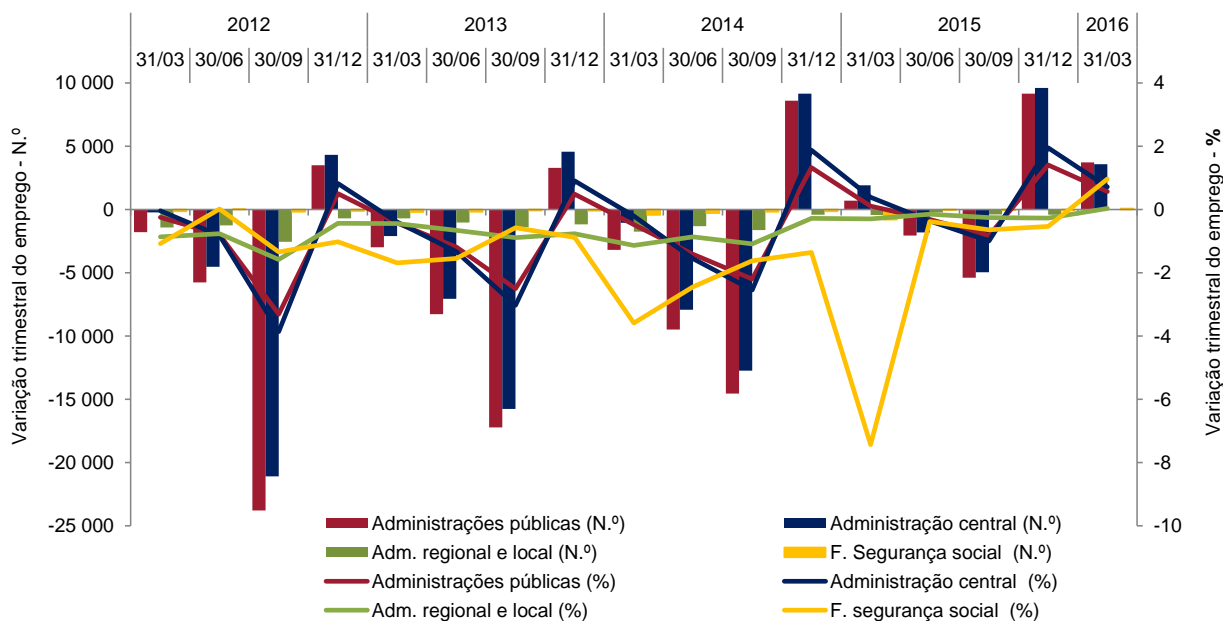 2012 2013 2014 2015 2016
31/03 30/06 30/09 31/12 31/03 30/06 30/09 31/12 31/03 30/06 30/09 31/12 31/03 30/06 30/09 31/12 31/03
10 000
5 000
0
-5 000
-10 000
-15 000
-20 000
-25 000
Variação trimestral do emprego - N.º
4
2
0
-2
-4
-6
-8
-10
Variação trimestral do emprego - %
Administrações públicas (N.º) Administração central (N.º)
Adm. regional e local (N.º) F. Segurança social (N.º)
Administrações públicas (%) Administração central (%)
Adm. regional e local (%) F. segurança social (%)